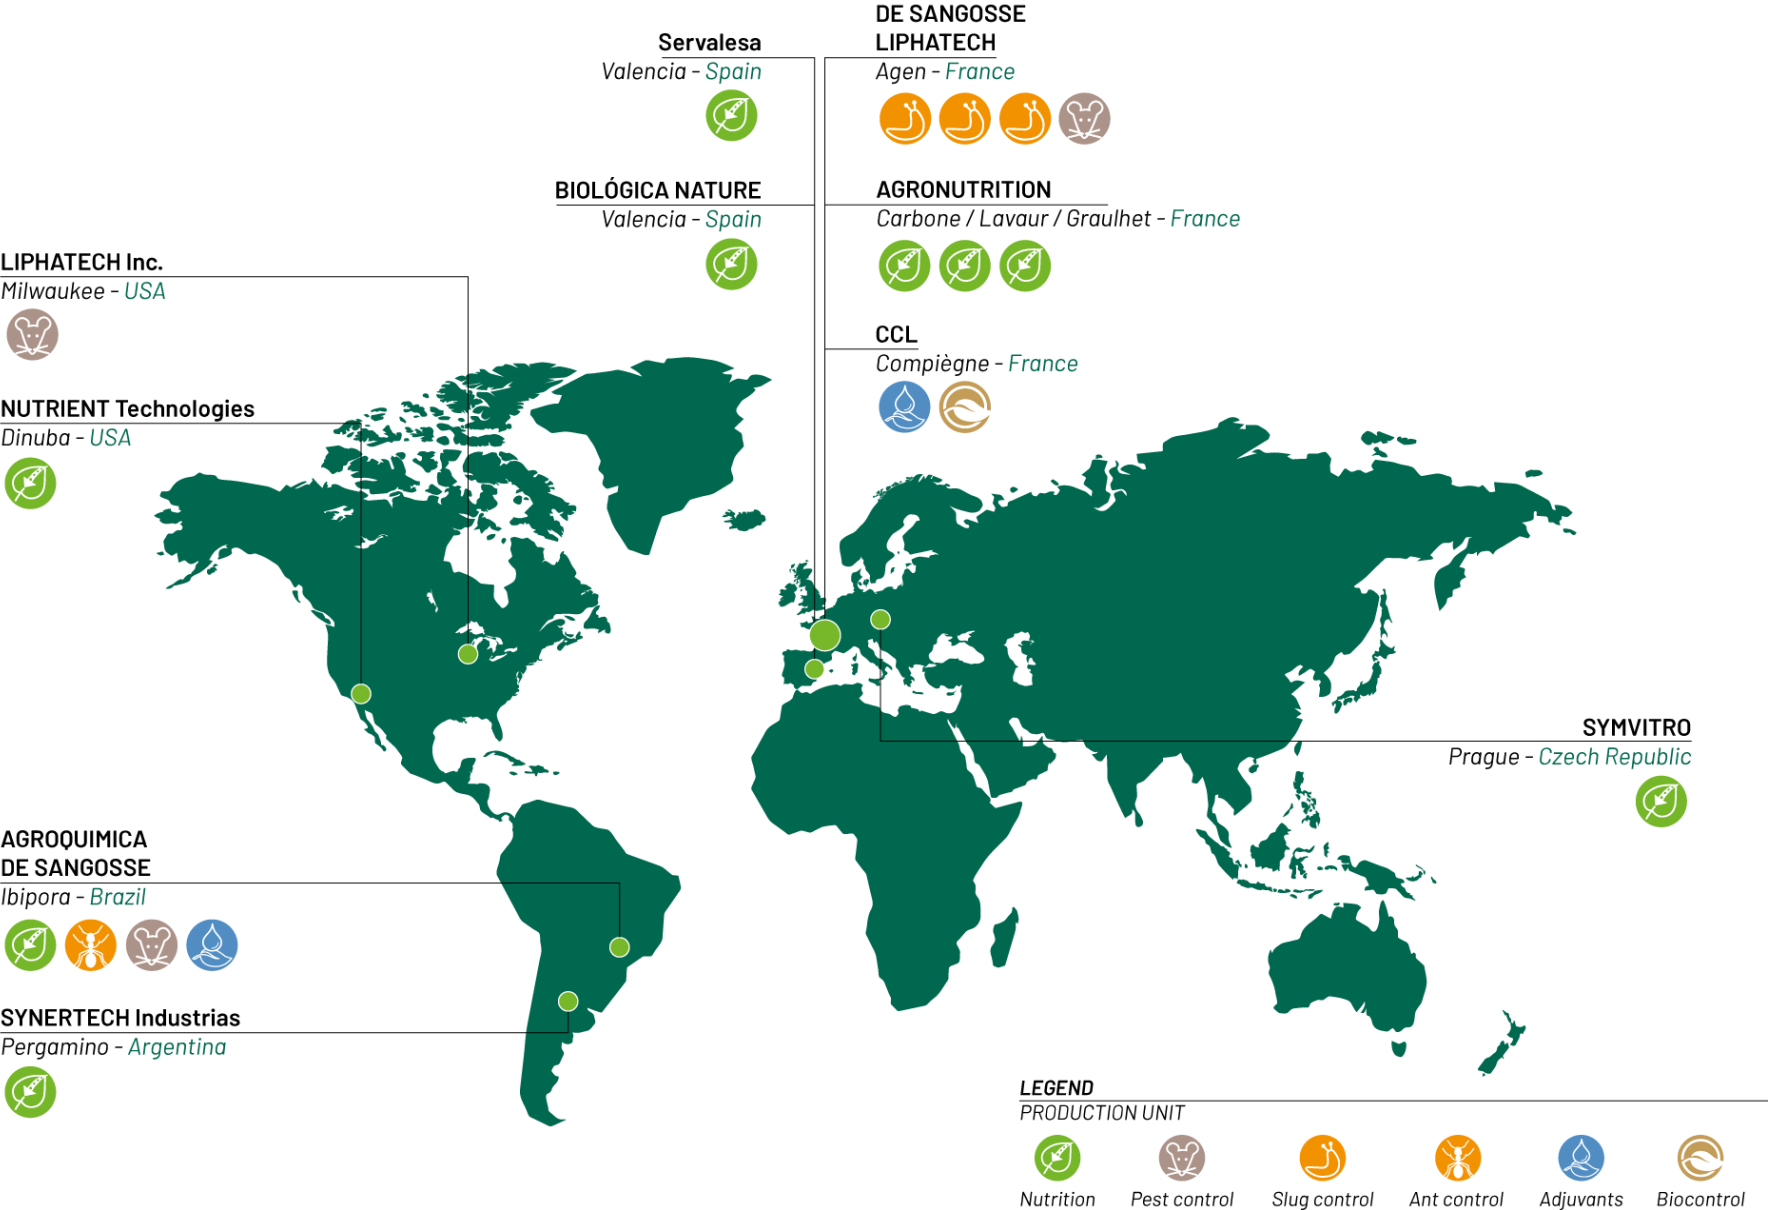 Servalesa
Valencia - Spain
DE SANGOSSE
LIPHATECH
Agen - France
BIOLÓGICA NATURE
Valencia - Spain
AGRONUTRITION
Carbone / Lavaur / Graulhet - France
LIPHATECH Inc.
Milwaukee - USA
CCL
Compiègne - France
NUTRIENT Technologies
Dinuba - USA
SYMVITRO
Prague - Czech Republic
AGROQUIMICA
DE SANGOSSE
Ibipora - Brazil
SYNERTECH Industrias
Pergamino - Argentina
LEGEND
PRODUCTION UNIT
Nutrition
Pest control
Slug control
Ant control
Adjuvants
Biocontrol